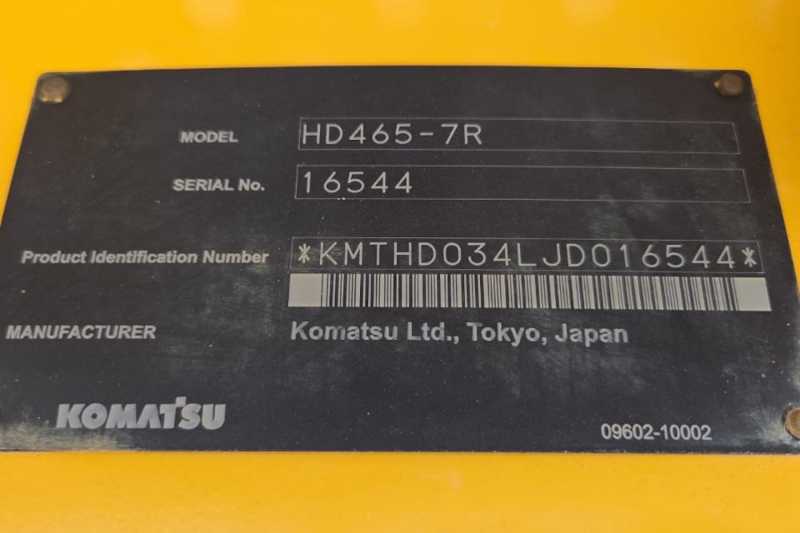 MODEL HD465-7R
SERIAL No. 16544
Product Identification Number *KMTHD034LJD016544*
MANUFACTURER Komatsu Ltd., Tokyo, Japan
KOMATSU 09602-10002